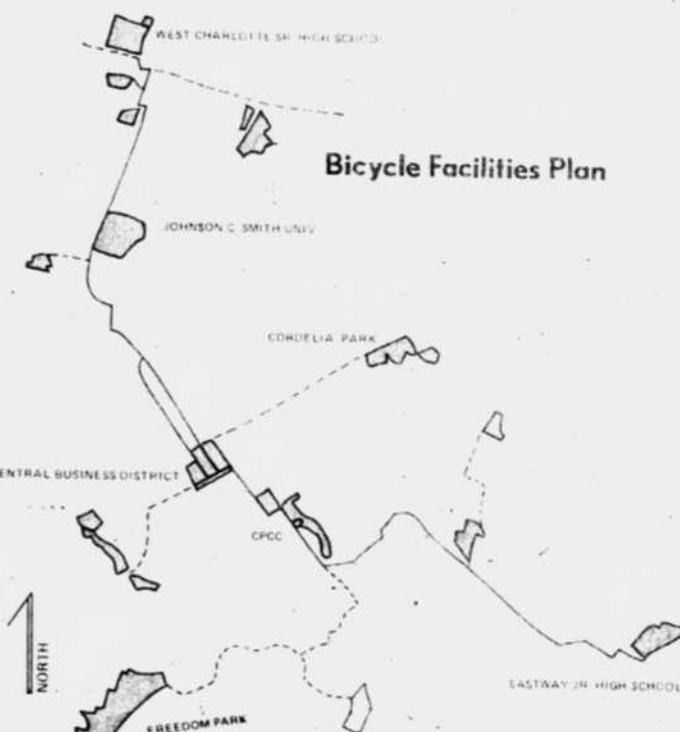 WEST CHARLOTTE SR. HIGH SCHOOL
Bicycle Facilities Plan
JOHNSON C. SMITH UNIV.
CORDELIA PARK
ENTRAL BUSINESS DISTRICT
CPCC
NORTH
EASTWAY JR. HIGH SCHOOL
FREEDOM PARK